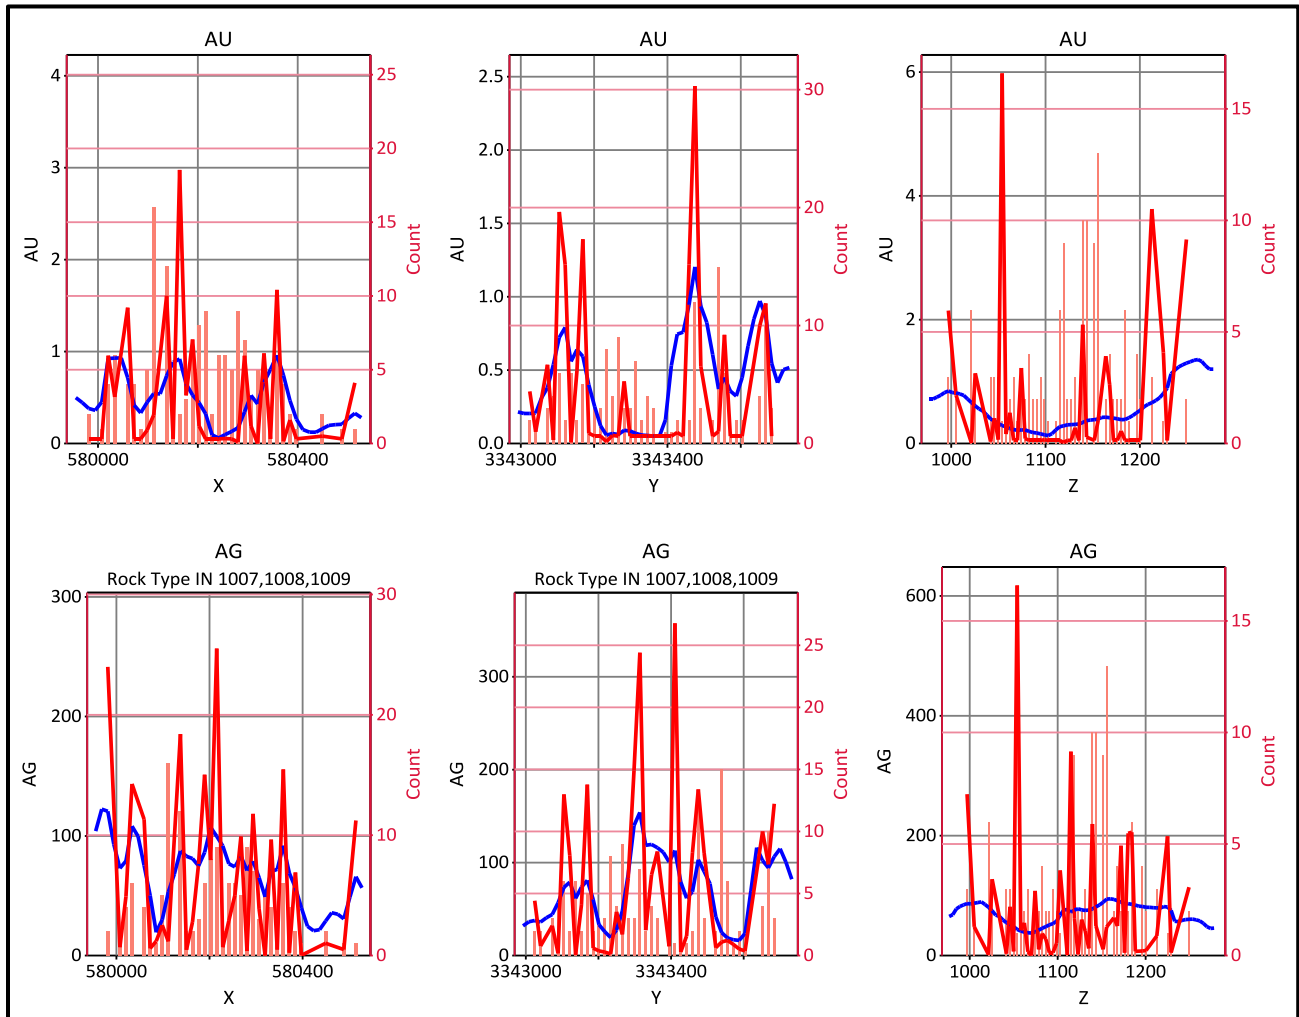 AU
4
3
2
1
0
AU
25
20
15
10
5
0
Count
580000
580400
X
AU
2.5
2.0
1.5
1.0
0.5
0.0
AU
30
20
10
0
Count
3343000
3343400
Y
AU
6
4
2
0
AU
15
10
5
0
Count
1000
1100
1200
Z
AG
Rock Type IN 1007,1008,1009
300
200
100
0
AG
30
20
10
0
Count
580000
580400
X
AG
Rock Type IN 1007,1008,1009
300
200
100
0
AG
25
20
15
10
5
0
Count
3343000
3343400
Y
AG
600
400
200
0
AG
15
10
5
0
Count
1000
1100
1200
Z